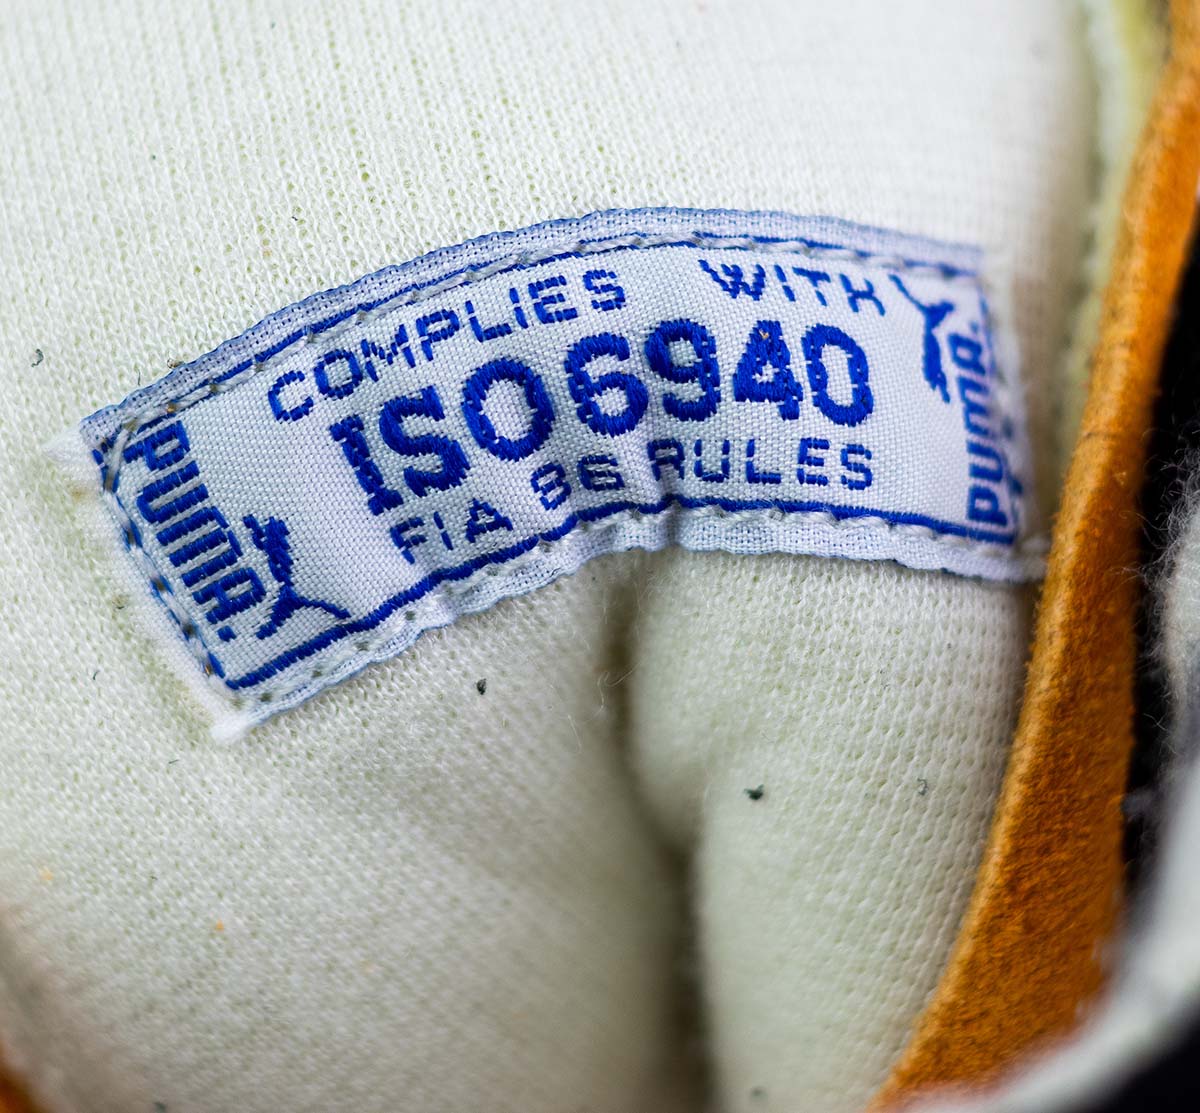 COMPLIES WITH
ISO6940
FIA 86 RULES
PUMA.
PUMA.